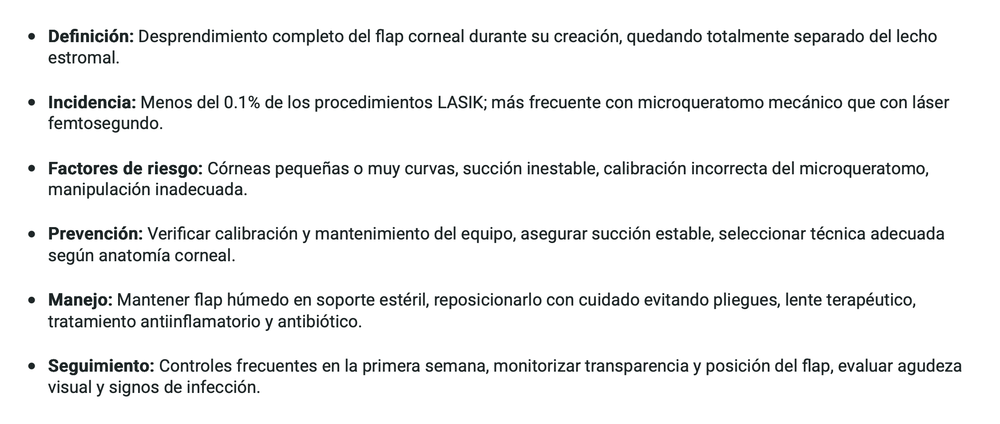 • Definición: Desprendimiento completo del flap corneal durante su creación, quedando totalmente separado del lecho
estromal.
• Incidencia: Menos del 0.1% de los procedimientos LASIK; más frecuente con microqueratomo mecánico que con láser
femtosegundo.
• Factores de riesgo: Córneas pequeñas o muy curvas, succión inestable, calibración incorrecta del microqueratomo,
manipulación inadecuada.
• Prevención: Verificar calibración y mantenimiento del equipo, asegurar succión estable, seleccionar técnica adecuada
según anatomía corneal.
• Manejo: Mantener flap húmedo en soporte estéril, reposicionarlo con cuidado evitando pliegues, lente terapéutico,
tratamiento antiinflamatorio y antibiótico.
• Seguimiento: Controles frecuentes en la primera semana, monitorizar transparencia y posición del flap, evaluar agudeza
visual y signos de infección.